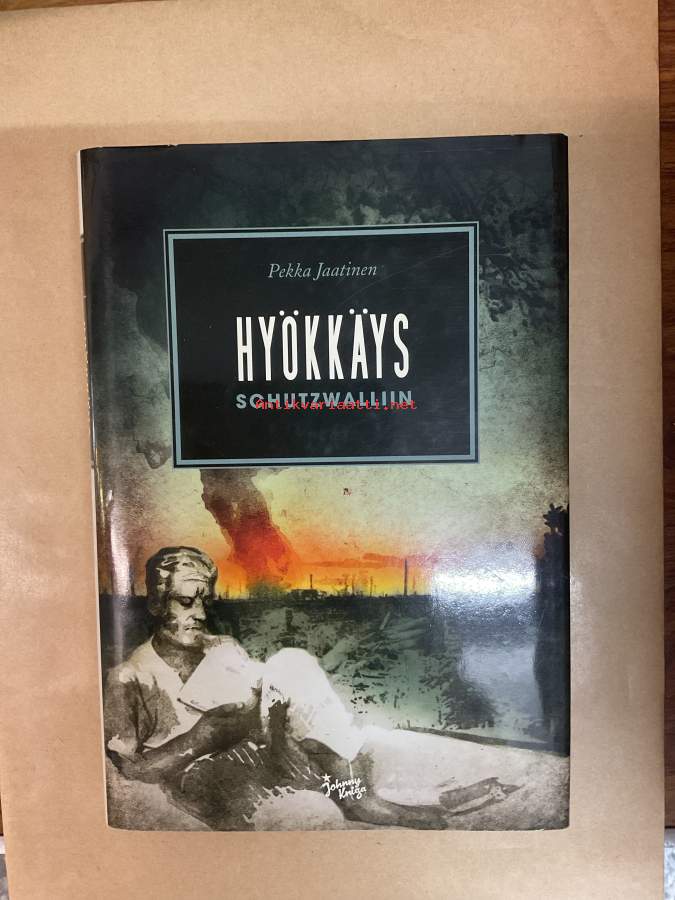 Pekka Jaatinen
HYÖKKÄYS
SCHUTZWALLIIN
Antikvariaatti.net
Johnny
Kniga